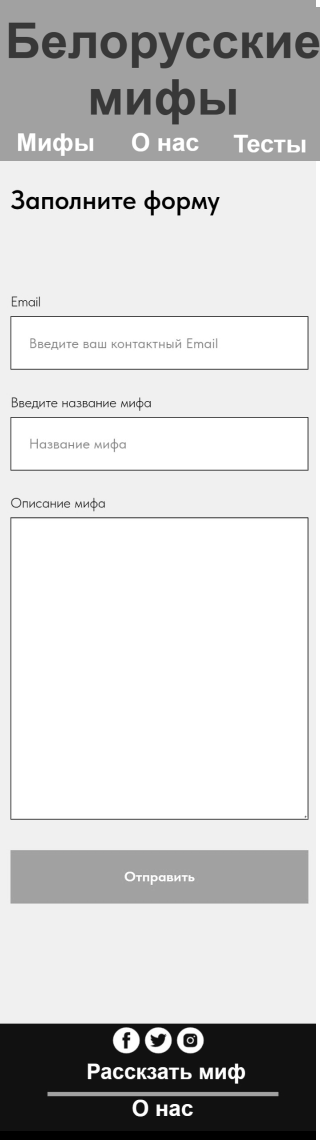 Белорусские
мифы
Мифы О нас Тесты
Заполните форму
Email
Введите ваш контактный Email
Введите название мифа
Название мифа
Описание мифа
Отправить
Расскзать миф
О нас